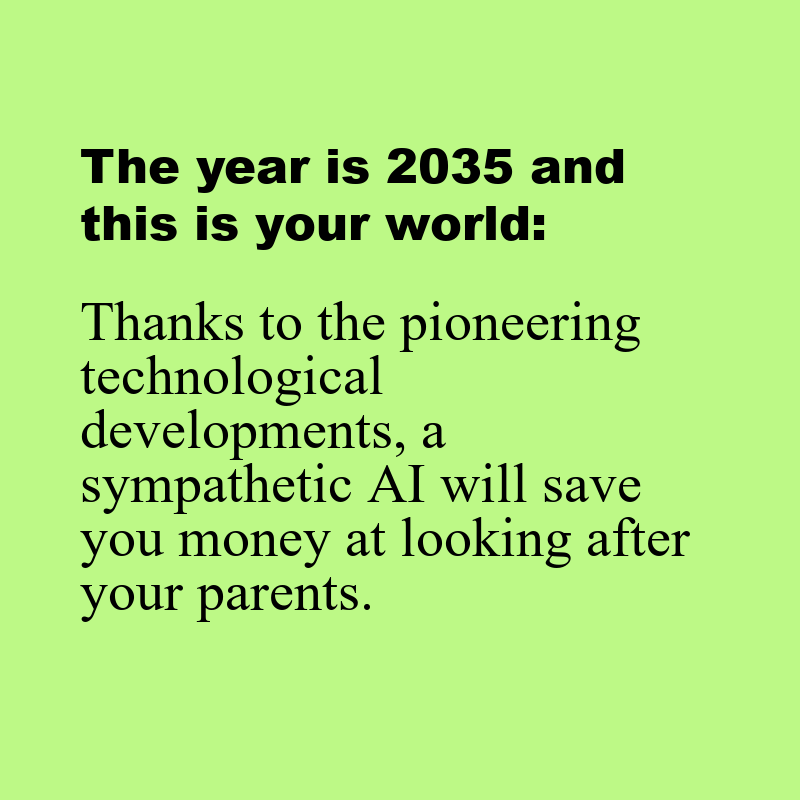 The year is 2035 and
this is your world:
Thanks to the pioneering
technological
developments, a
sympathetic AI will save
you money at looking after
your parents.